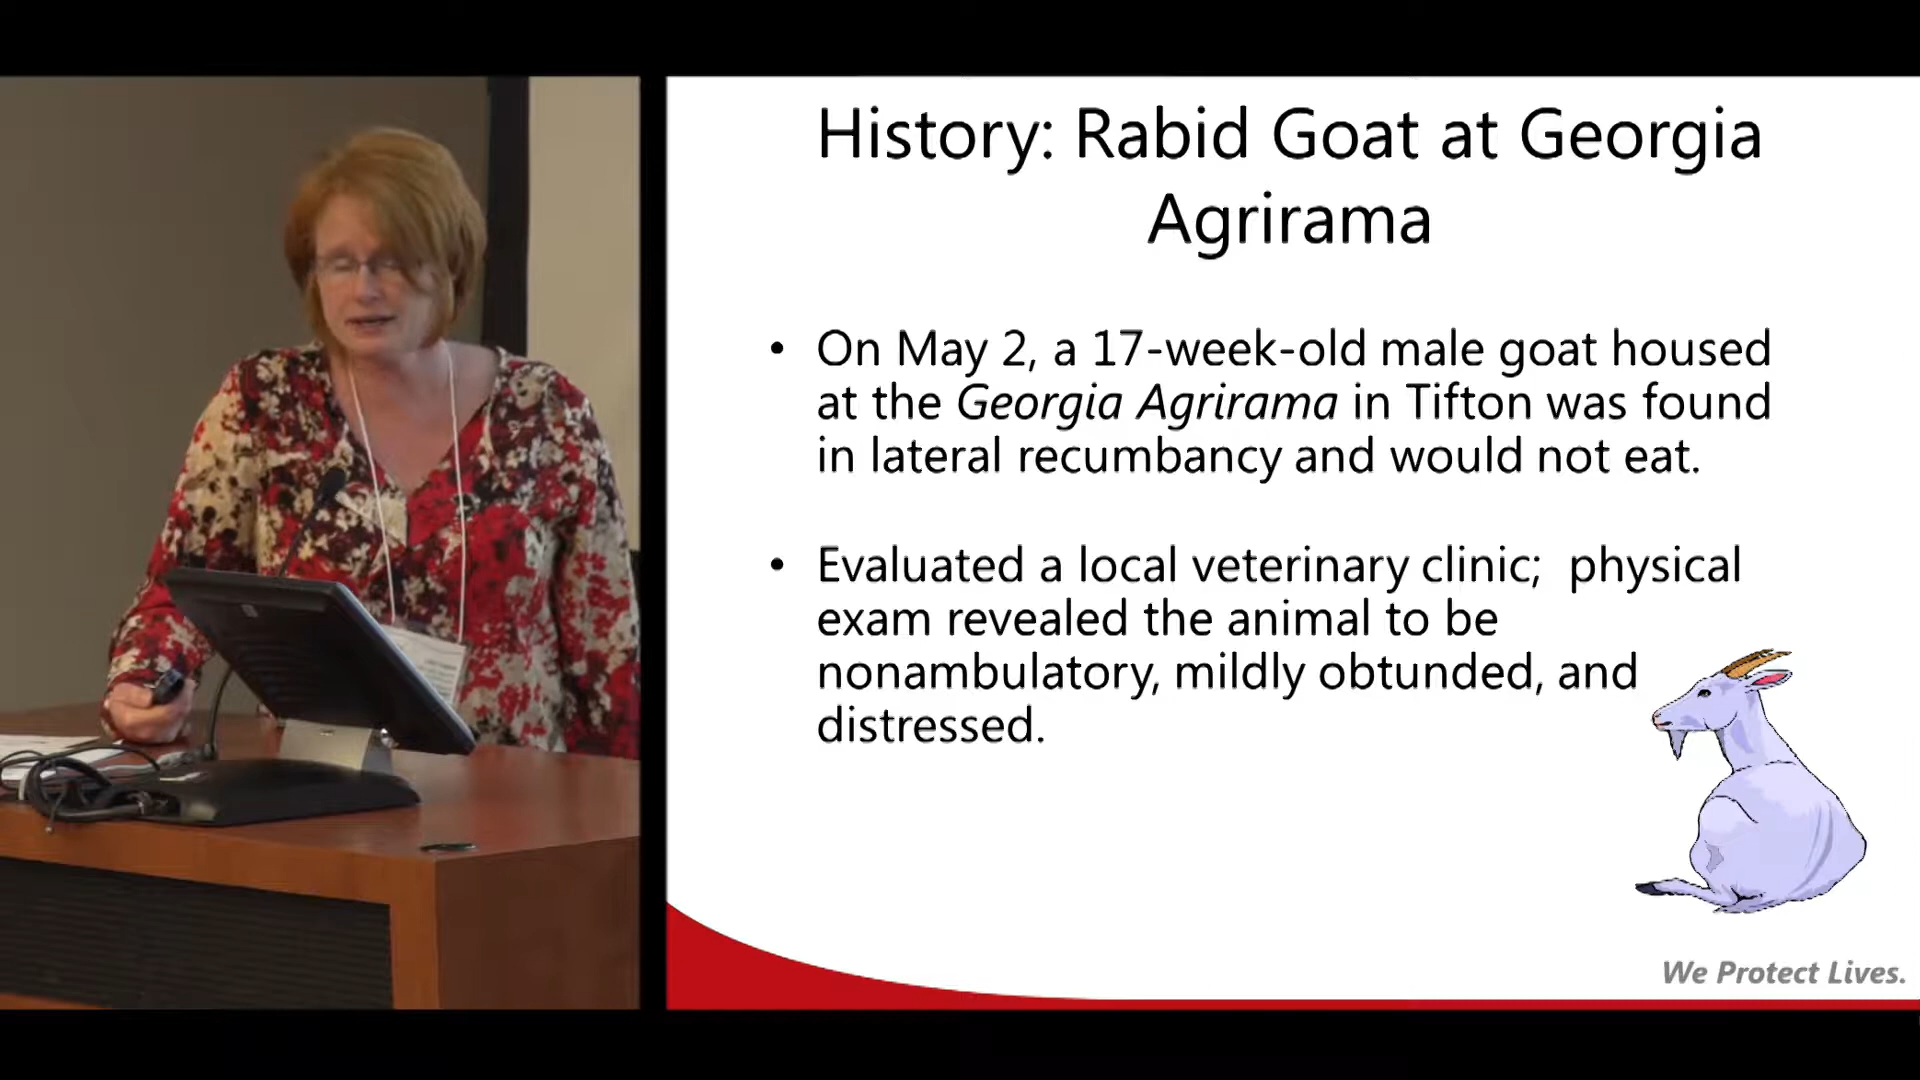 History: Rabid Goat at Georgia
Agrirama
• On May 2, a 17-week-old male goat housed
at the Georgia Agrirama in Tifton was found
in lateral recumbancy and would not eat.
• Evaluated a local veterinary clinic;  physical
exam revealed the animal to be
nonambulatory, mildly obtunded, and
distressed.
We Protect Lives.